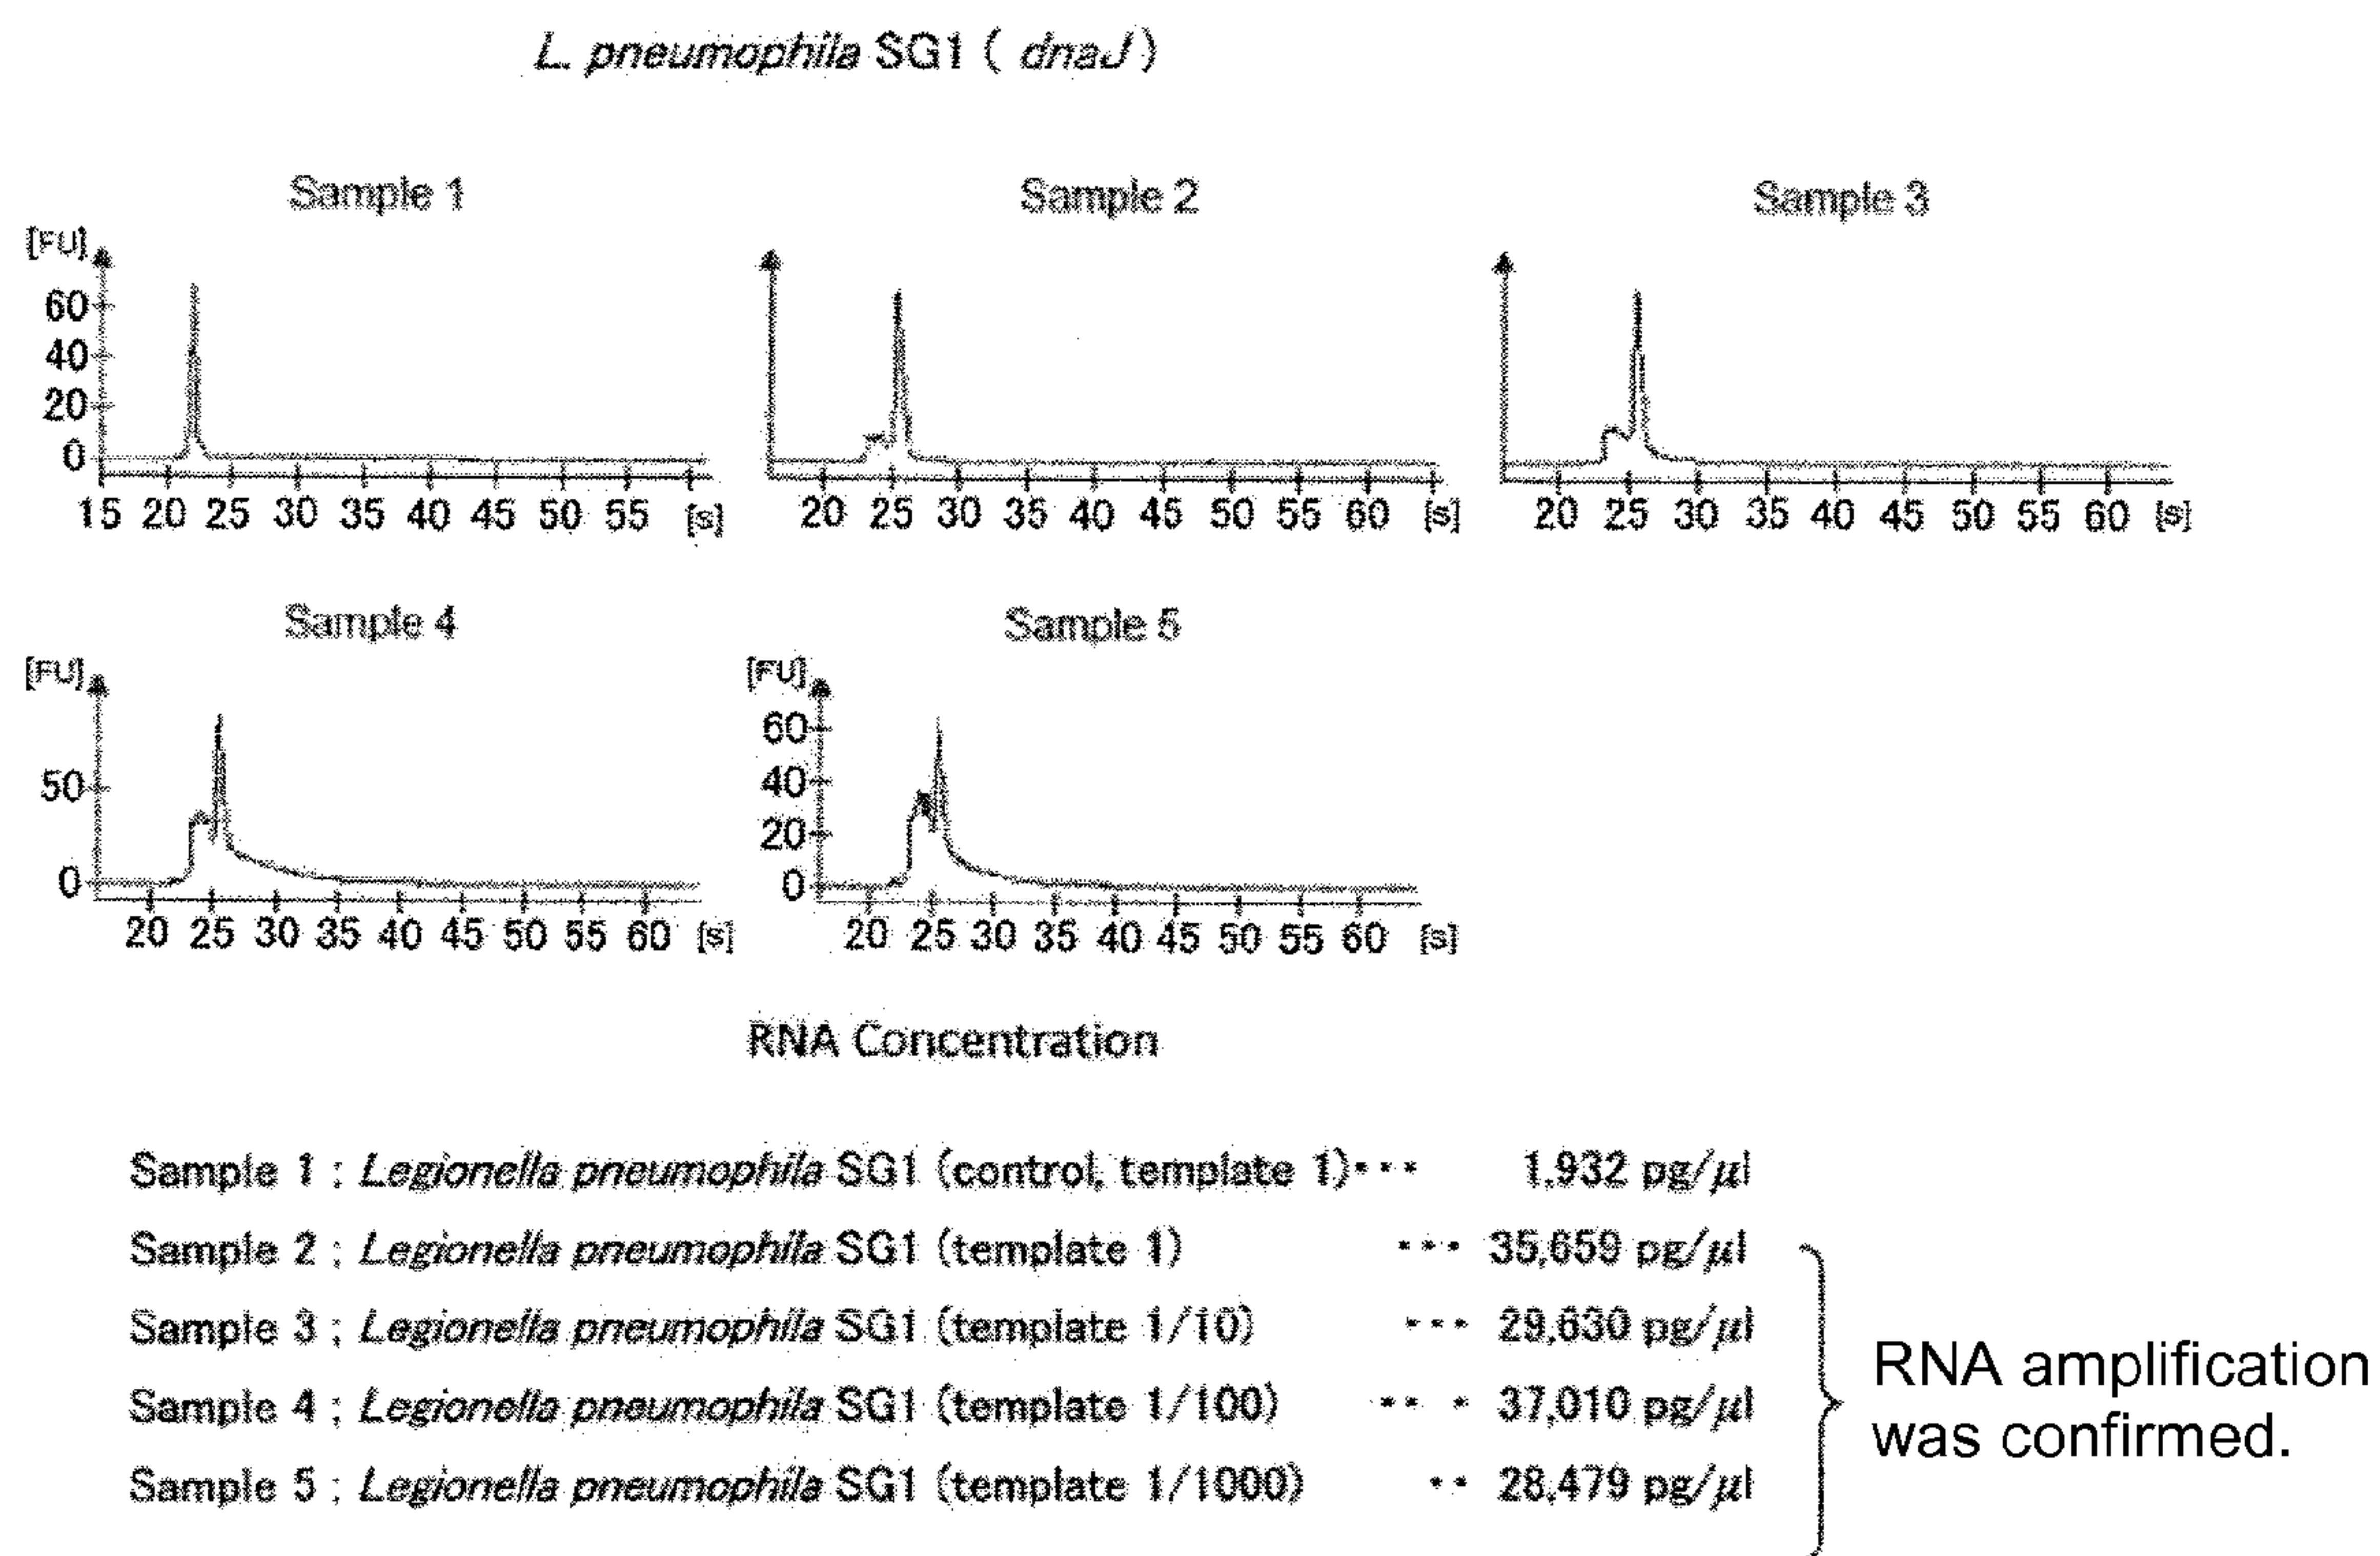 L. pneumophila SG1 ( dnaJ )
Sample 1
Sample 2
Sample 3
[FU]
60
40
20
0
15 20 25 30 35 40 45 50 55 [s]
20 25 30 35 40 45 50 55 60 [s]
20 25 30 35 40 45 50 55 60 [s]
Sample 4
Sample 5
[FU]
50
0
20 25 30 35 40 45 50 55 60 [s]
[FU]
60
40
20
0
20 25 30 35 40 45 50 55 60 [s]
RNA Concentration
Sample 1 ; Legionella pneumophila SG1 (control, template 1)··· 1,932 pg/μl
Sample 2 ; Legionella pneumophila SG1 (template 1) ··· 35,659 pg/μl
Sample 3 ; Legionella pneumophila SG1 (template 1/10) ··· 29,630 pg/μl
Sample 4 ; Legionella pneumophila SG1 (template 1/100) ·· · 37,010 pg/μl
Sample 5 ; Legionella pneumophila SG1 (template 1/1000) ·· 28,479 pg/μl
RNA amplification
was confirmed.